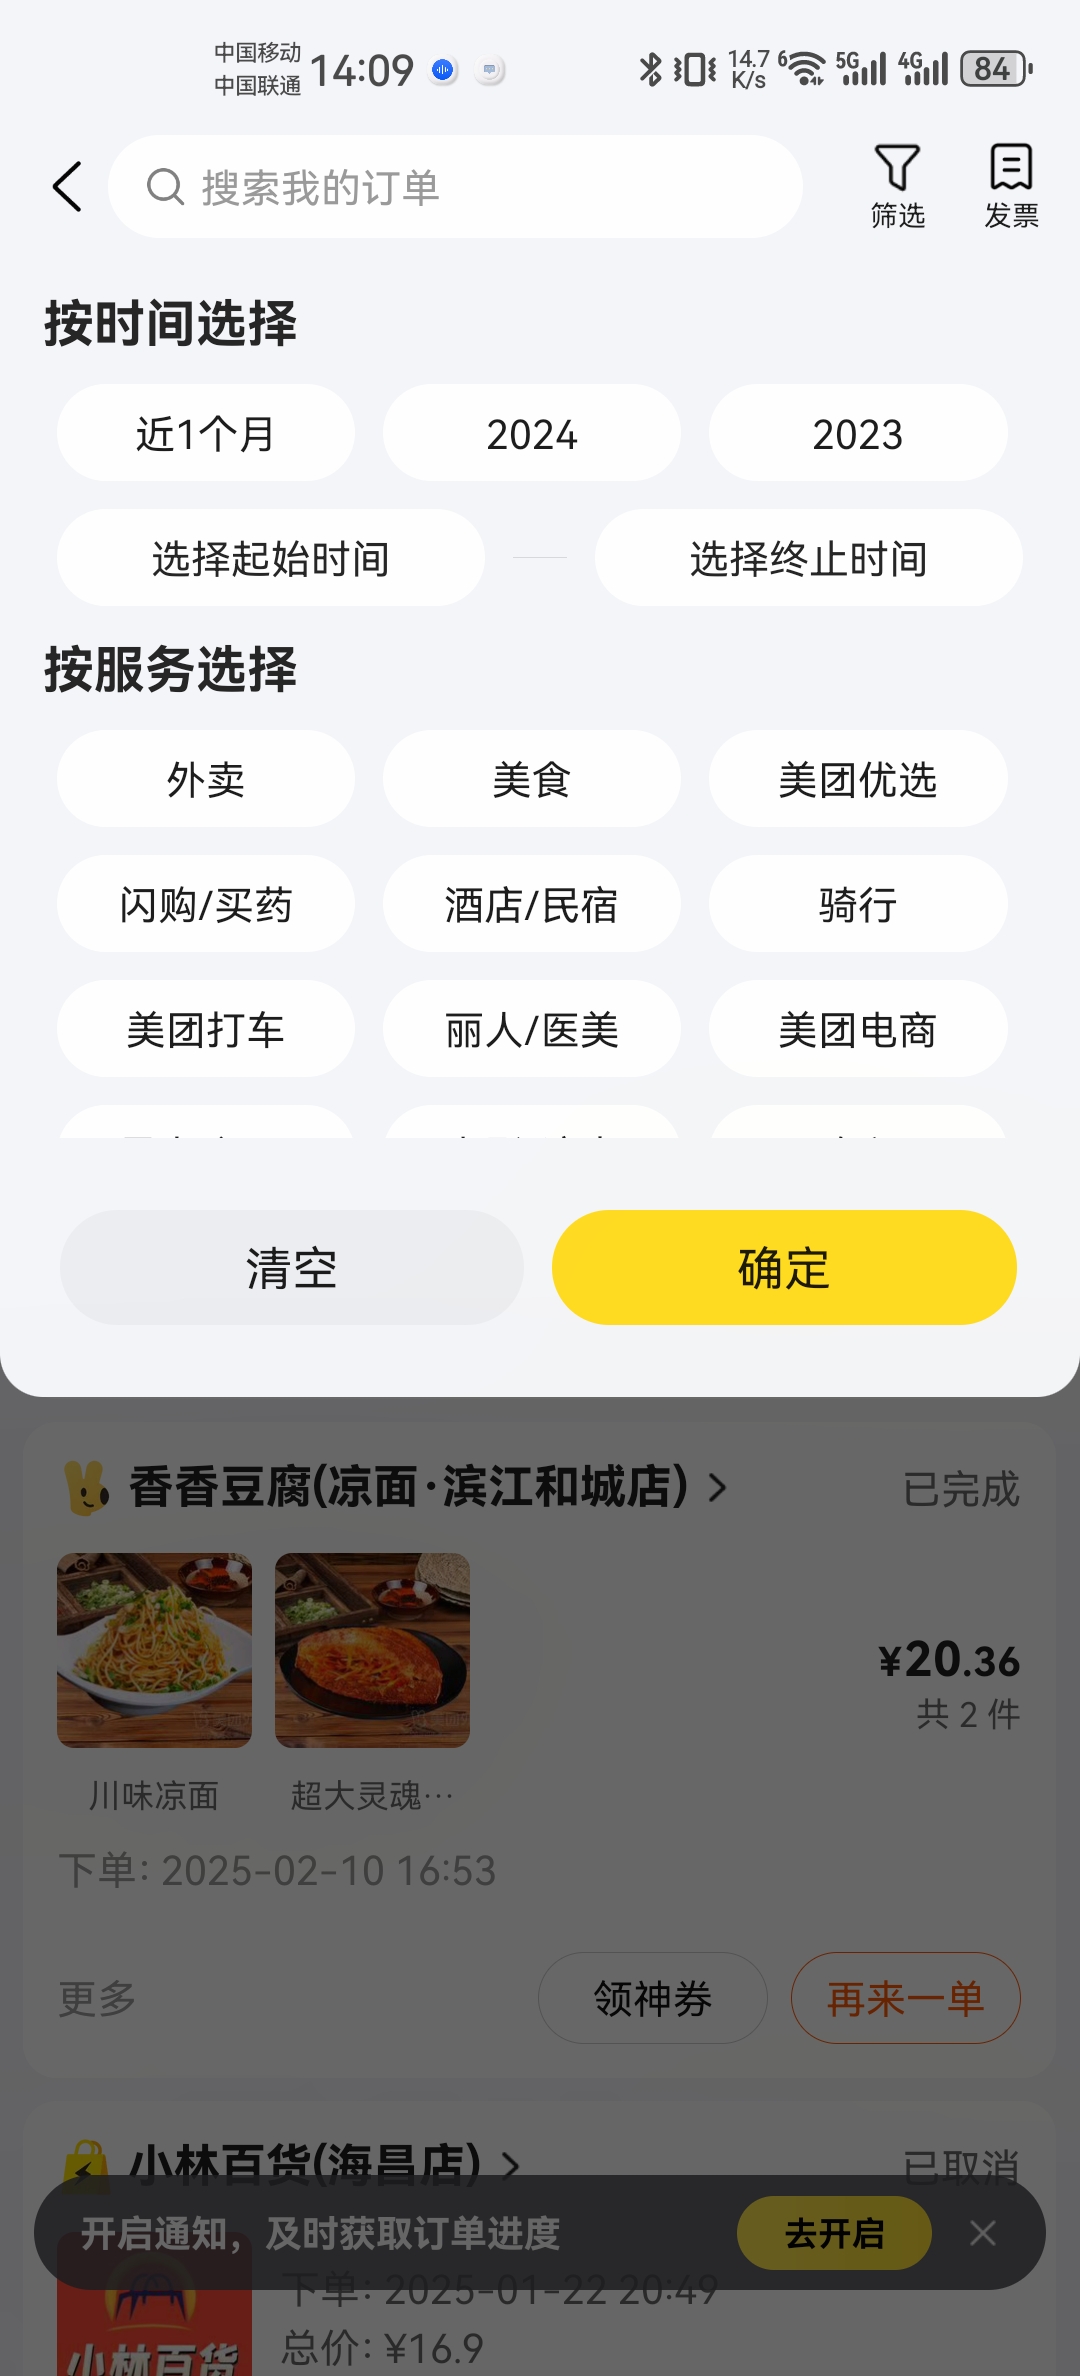 中国移动
中国联通
14:09
14.7
K/s
6
5G
4G
84
搜索我的订单
筛选
发票
按时间选择
近1个月
2024
2023
选择起始时间
选择终止时间
按服务选择
外卖
美食
美团优选
闪购/买药
酒店/民宿
骑行
美团打车
丽人/医美
美团电商
清空
确定
香香豆腐(凉面·滨江和城店)
已完成
¥20.36
共 2 件
川味凉面
超大灵魂···
下单: 2025-02-10 16:53
更多
领神券
再来一单
小林百货(海昌店)
已取消
开启通知，及时获取订单进度
去开启
下单: 2025-01-22 20:49
总价: ¥16.9
小林百货